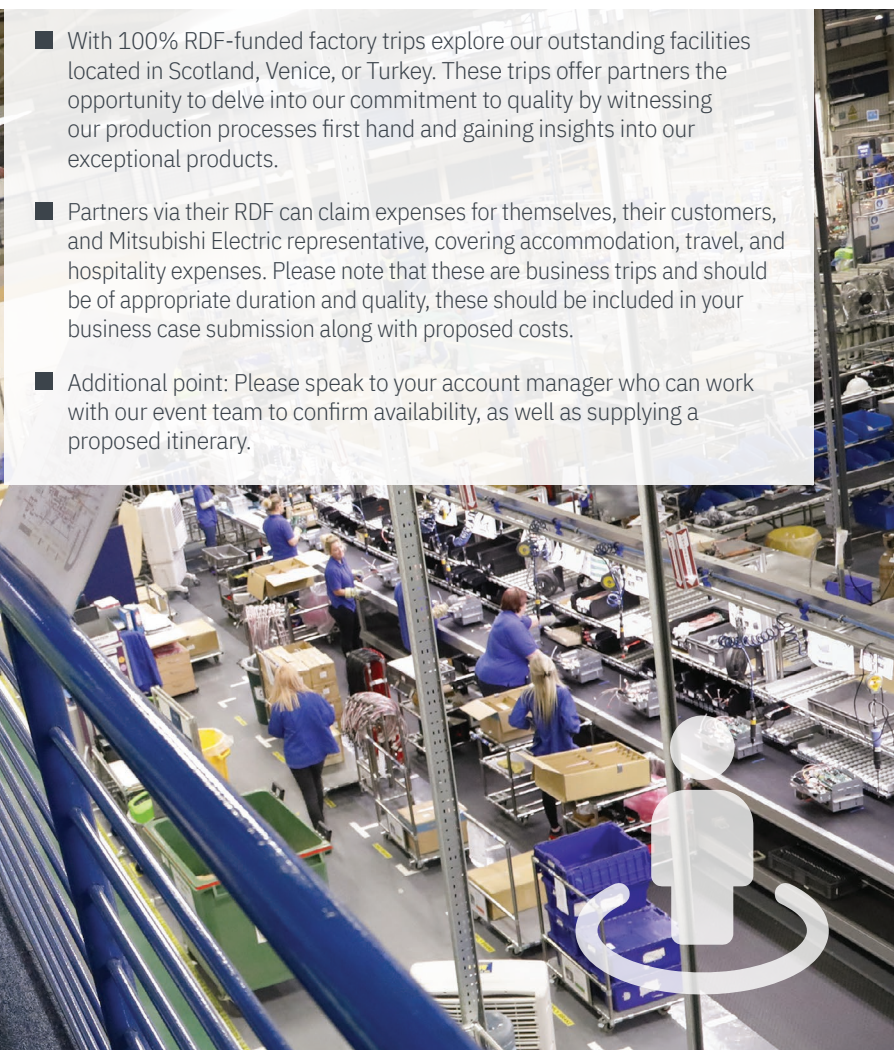 With 100% RDF-funded factory trips explore our outstanding facilities
located in Scotland, Venice, or Turkey. These trips offer partners the
opportunity to delve into our commitment to quality by witnessing
our production processes first hand and gaining insights into our
exceptional products.
Partners via their RDF can claim expenses for themselves, their customers,
and Mitsubishi Electric representative, covering accommodation, travel, and
hospitality expenses. Please note that these are business trips and should
be of appropriate duration and quality, these should be included in your
business case submission along with proposed costs.
Additional point: Please speak to your account manager who can work
with our event team to confirm availability, as well as supplying a
proposed itinerary.